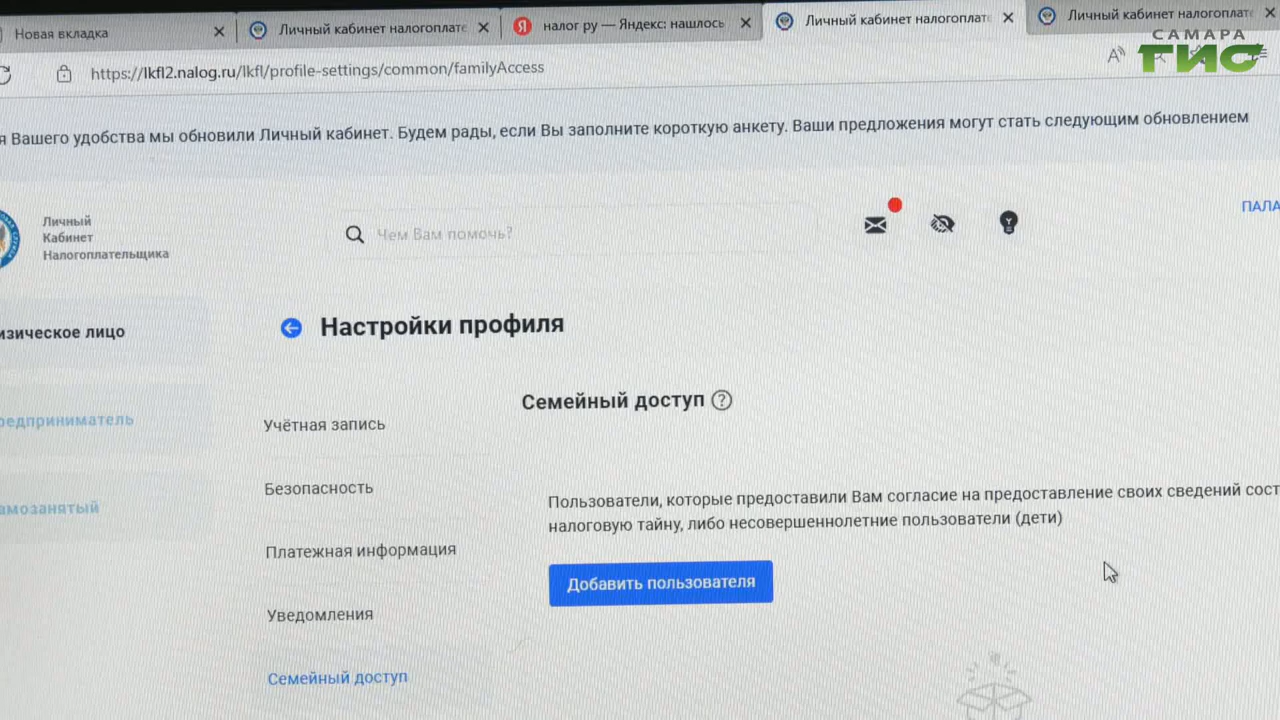 Новая вкладка
Личный кабинет налогоплате
налог ру — Яндекс: нашлось
Личный кабинет налогоплат
Личный кабинет налогоплате
https://lkfl2.nalog.ru/lkfl/profile-settings/common/familyAccess
САМАРА
ГИС
я Вашего удобства мы обновили Личный кабинет. Будем рады, если Вы заполните короткую анкету. Ваши предложения могут стать следующим обновлением
Личный
Кабинет
Налогоплательщика
Чем Вам помочь?
ПАЛА
изическое лицо
редприниматель
амозанятый
Настройки профиля
Учётная запись
Безопасность
Платежная информация
Уведомления
Семейный доступ
Семейный доступ ?
Пользователи, которые предоставили Вам согласие на предоставление своих сведений сост
налоговую тайну, либо несовершеннолетние пользователи (дети)
Добавить пользователя